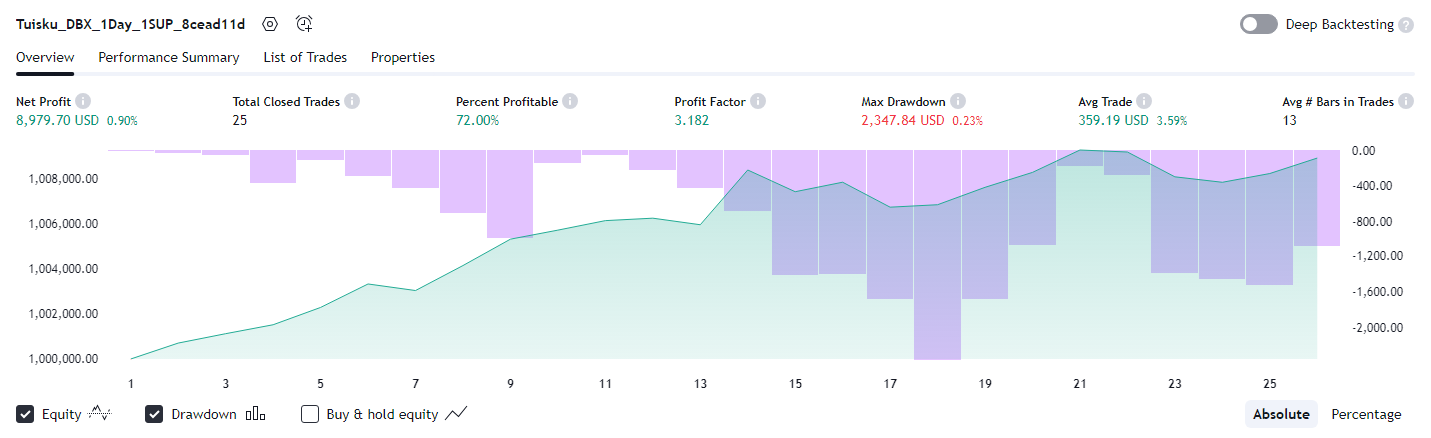 Tuisku_DBX_1Day_1SUP_8cead11d Deep Backtesting ?
Overview Performance Summary List of Trades Properties
Net Profit Total Closed Trades Percent Profitable Profit Factor Max Drawdown Avg Trade Avg # Bars in Trades
8,979.70 USD 0.90% 25 72.00% 3.182 2,347.84 USD 0.23% 359.19 USD 3.59% 13
0.00
1,008,000.00 -400.00
1,006,000.00 -800.00
1,004,000.00 -1,200.00
1,002,000.00 -1,600.00
1,000,000.00 -2,000.00
1 3 5 7 9 11 13 15 17 19 21 23 25
Equity Drawdown Buy & hold equity Absolute Percentage